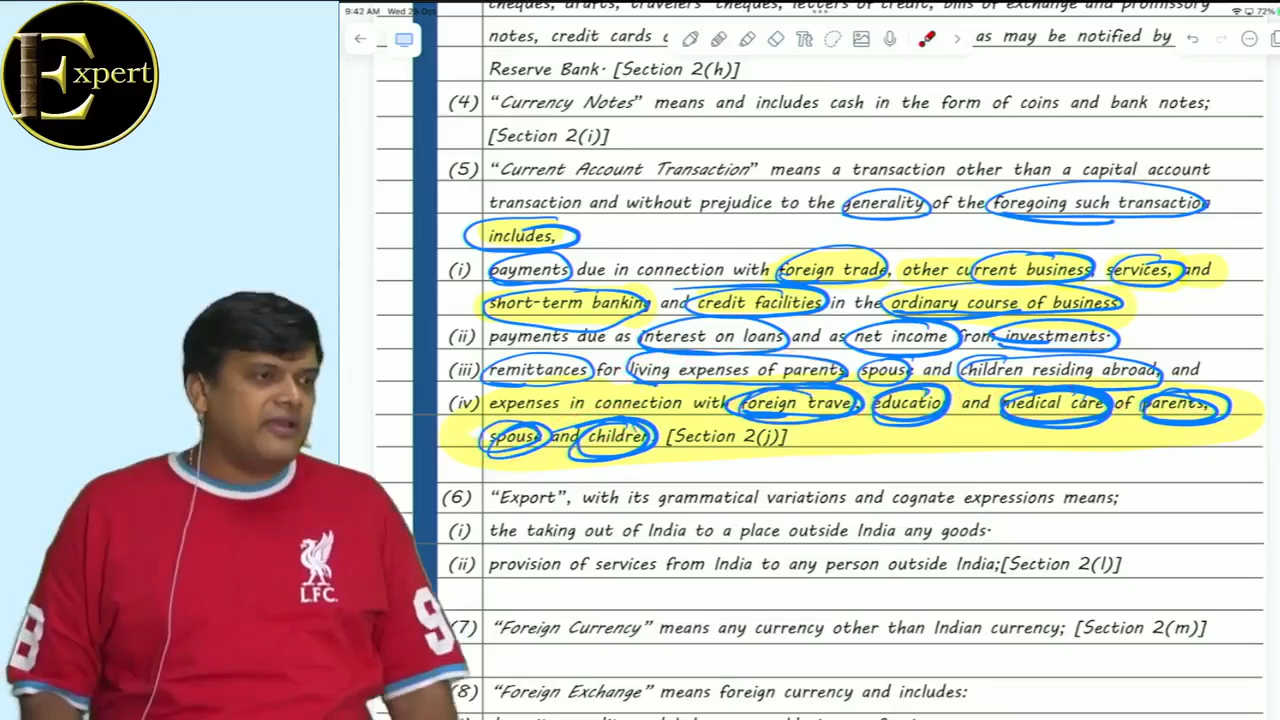 Expert
9:42 AM Wed 25 Oct
72%
cheques, drafts, travelers cheques, letters of credit, bills of exchange and promissory
notes, credit cards as may be notified by
Reserve Bank. [Section 2(h)]
(4) "Currency Notes" means and includes cash in the form of coins and bank notes;
[Section 2(i)]
(5) "Current Account Transaction" means a transaction other than a capital account
transaction and without prejudice to the generality of the foregoing such transaction
includes,
(i) payments due in connection with foreign trade, other current business, services, and
short-term banking and credit facilities in the ordinary course of business
(ii) payments due as interest on loans and as net income from investments.
(iii) remittances for living expenses of parents, spouse and children residing abroad, and
(iv) expenses in connection with foreign travel, education and medical care of parents,
spouse and children. [Section 2(j)]
(6) "Export", with its grammatical variations and cognate expressions means;
(i) the taking out of India to a place outside India any goods.
(ii) provision of services from India to any person outside India;[Section 2(l)]
(7) "Foreign Currency" means any currency other than Indian currency; [Section 2(m)]
(8) "Foreign Exchange" means foreign currency and includes:
L.F.C.
8
9